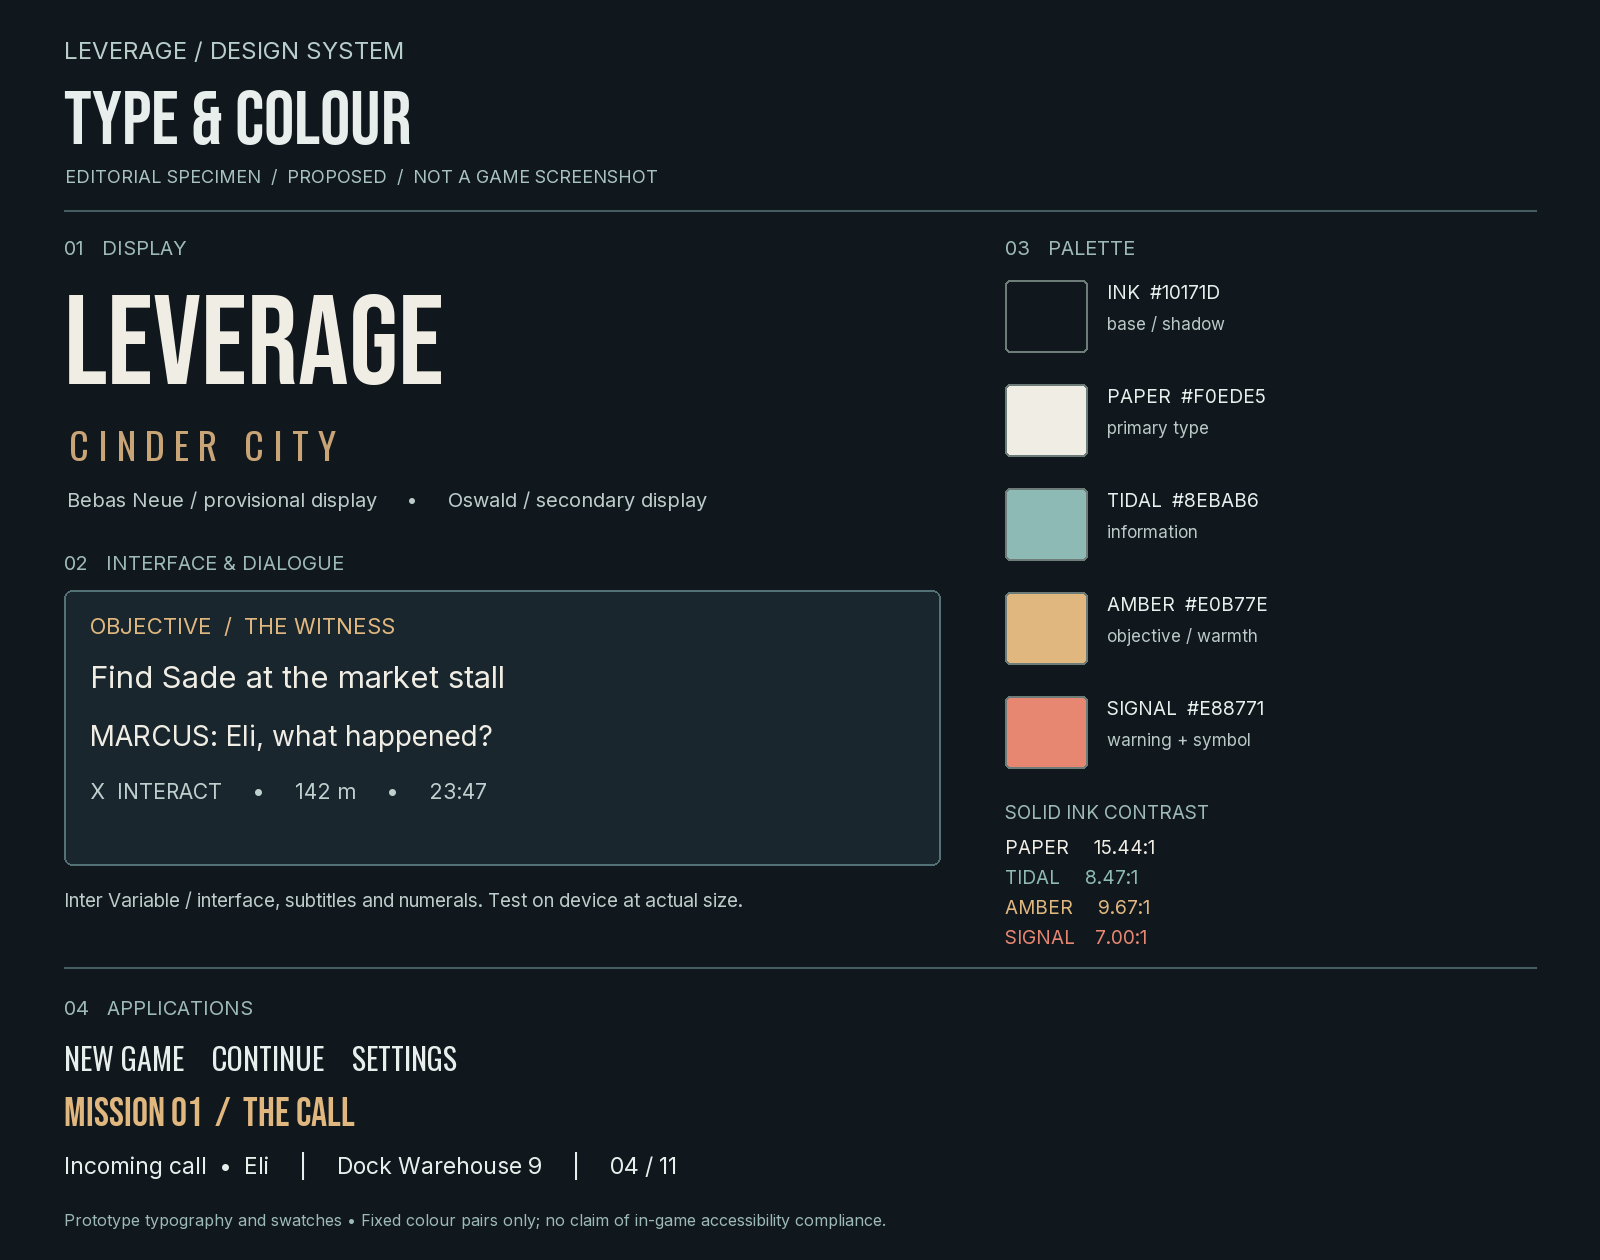 LEVERAGE / DESIGN SYSTEM
TYPE & COLOUR
EDITORIAL SPECIMEN / PROPOSED / NOT A GAME SCREENSHOT
01 DISPLAY
LEVERAGE
CINDER CITY
Bebas Neue / provisional display • Oswald / secondary display
02 INTERFACE & DIALOGUE
OBJECTIVE / THE WITNESS
Find Sade at the market stall
MARCUS: Eli, what happened?
X INTERACT • 142 m • 23:47
Inter Variable / interface, subtitles and numerals. Test on device at actual size.
03 PALETTE
INK #10171D
base / shadow
PAPER #F0EDE5
primary type
TIDAL #8EBAB6
information
AMBER #E0B77E
objective / warmth
SIGNAL #E88771
warning + symbol
SOLID INK CONTRAST
PAPER 15.44:1
TIDAL 8.47:1
AMBER 9.67:1
SIGNAL 7.00:1
04 APPLICATIONS
NEW GAME CONTINUE SETTINGS
MISSION 01 / THE CALL
Incoming call • Eli | Dock Warehouse 9 | 04 / 11
Prototype typography and swatches • Fixed colour pairs only; no claim of in-game accessibility compliance.